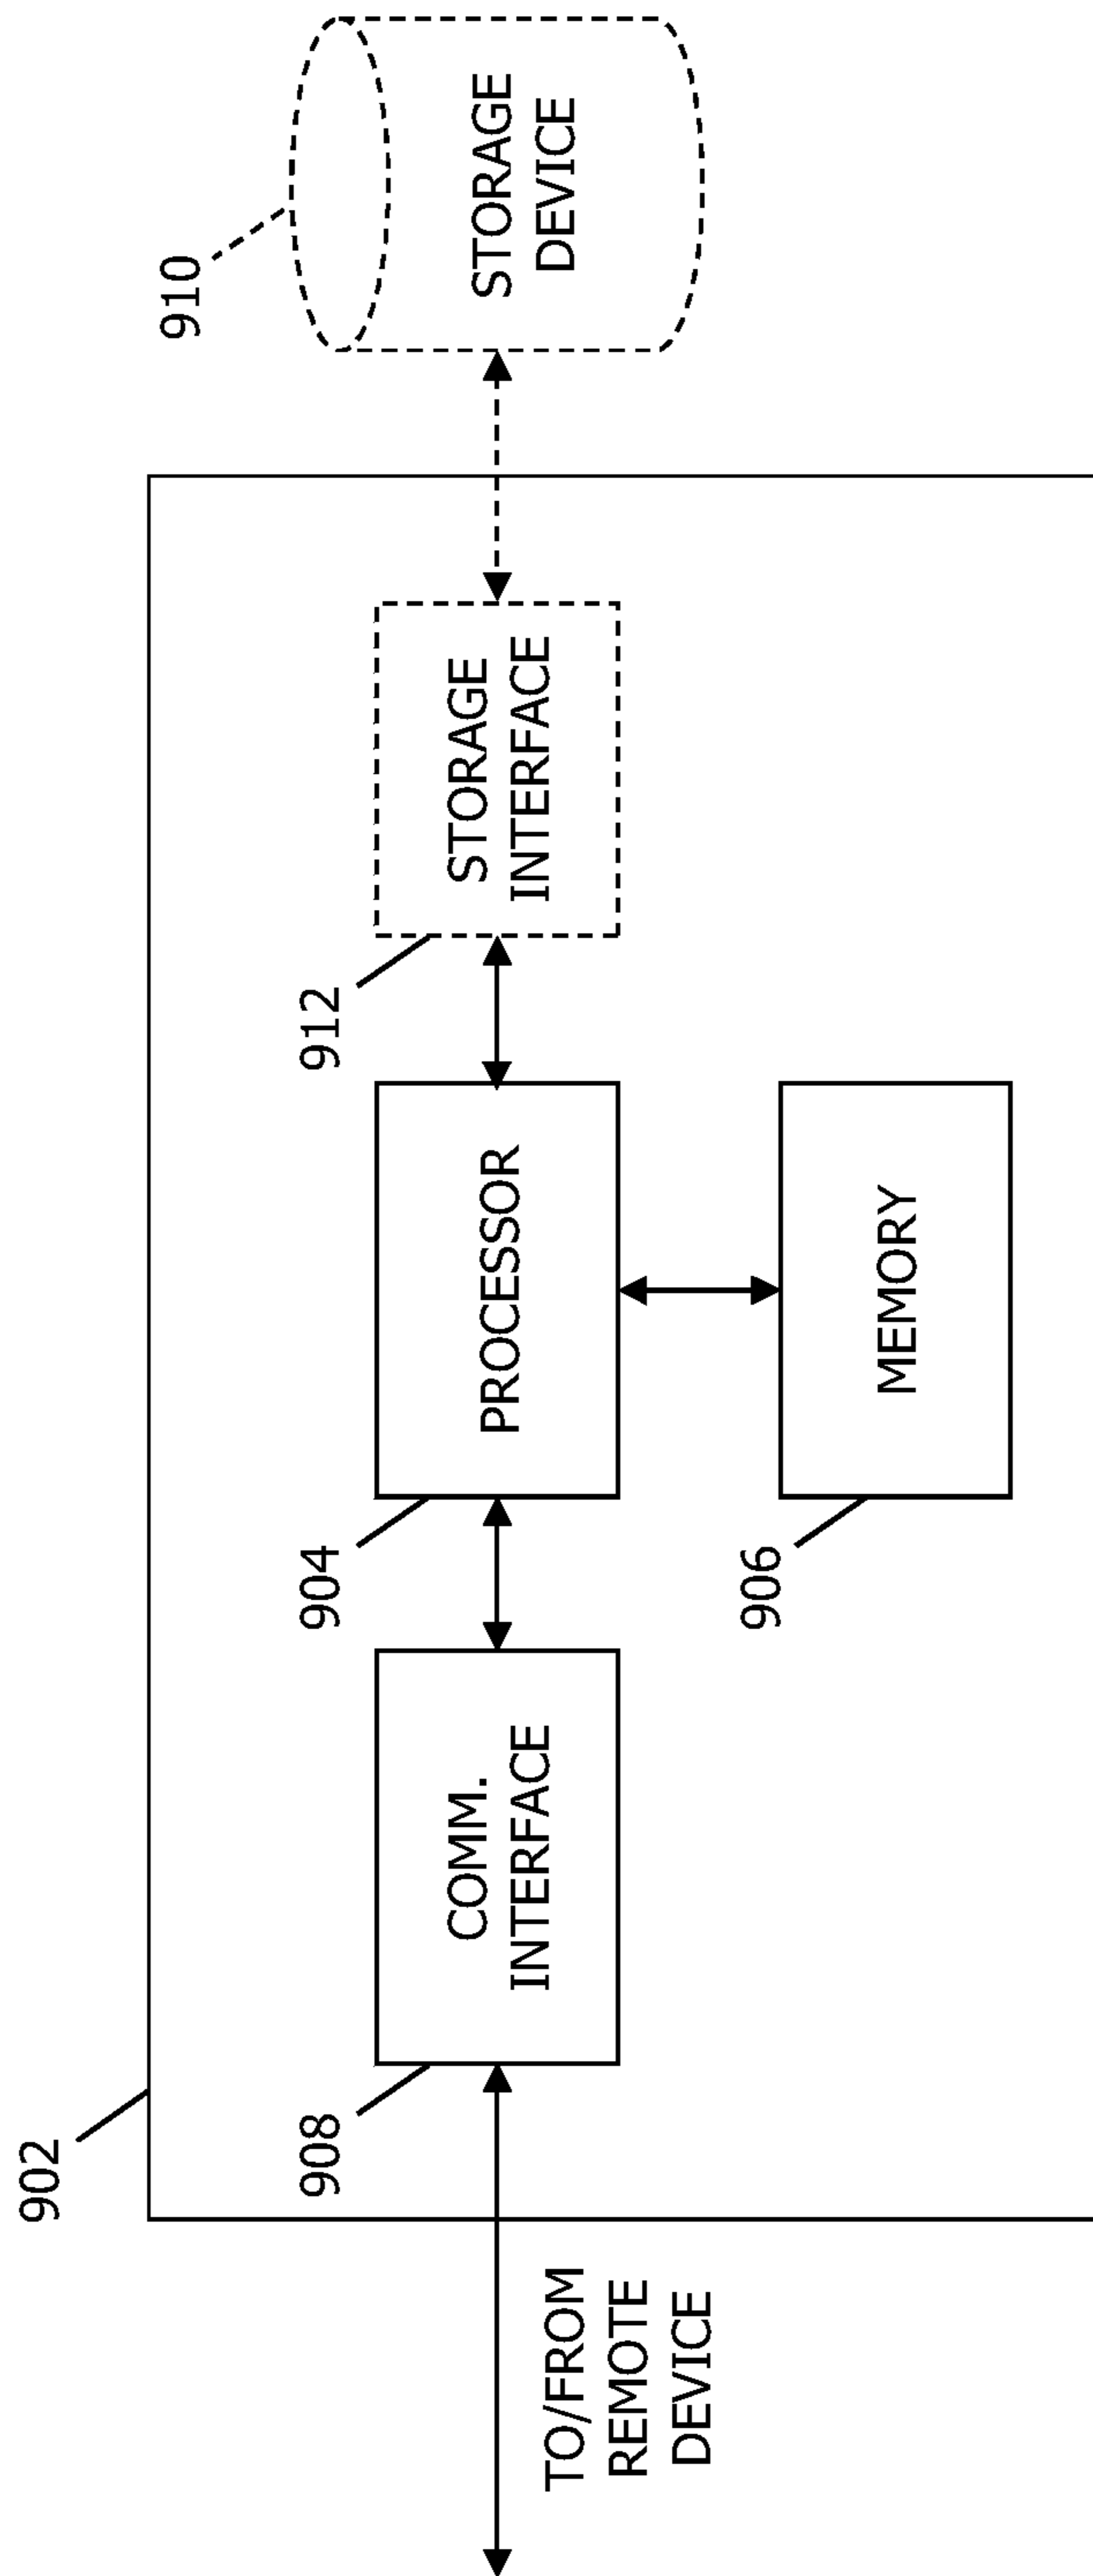 902
908
COMM.
INTERFACE
TO/FROM
REMOTE
DEVICE
904
PROCESSOR
906
MEMORY
912
STORAGE
INTERFACE
910
STORAGE
DEVICE